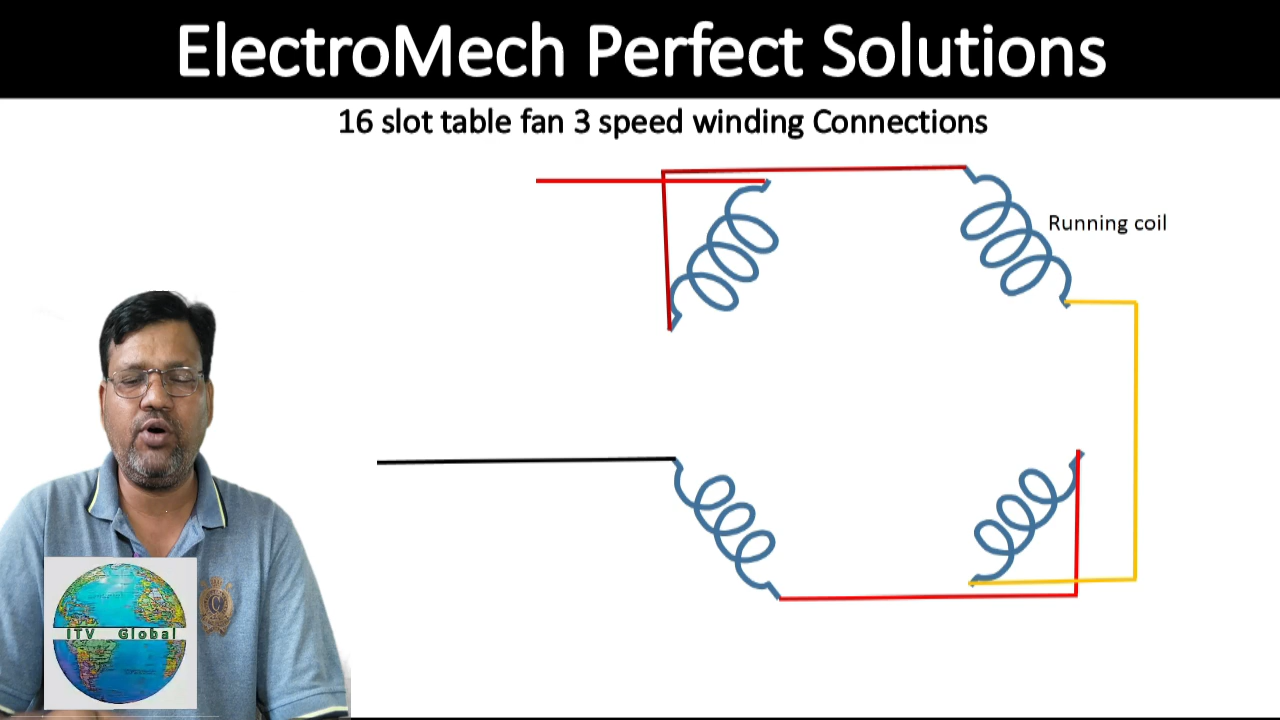 ElectroMech Perfect Solutions
16 slot table fan 3 speed winding Connections
Running coil
ITV Global
C